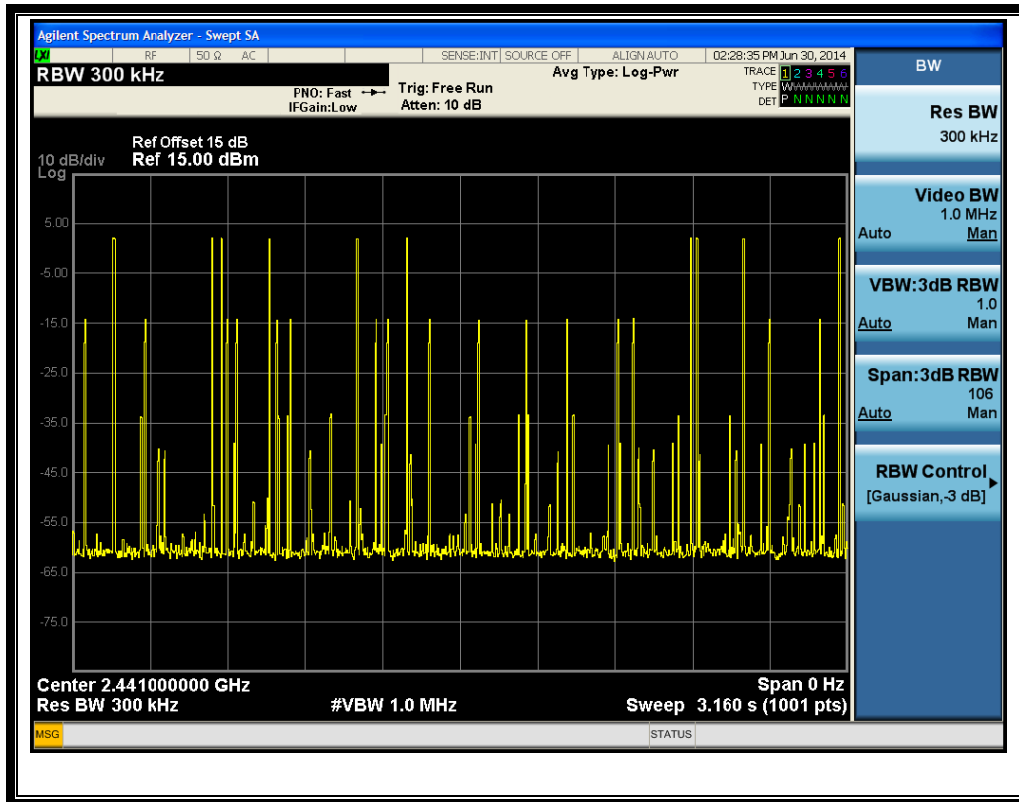 Agilent Spectrum Analyzer - Swept SA
LXI RF 50 Ω AC SENSE:INT SOURCE OFF ALIGN AUTO 02:28:35 PM Jun 30, 2014
RBW 300 kHz
PNO: Fast
IFGain:Low
Trig: Free Run
Atten: 10 dB
Avg Type: Log-Pwr
TRACE 1 2 3 4 5 6
TYPE WWWWWW
DET P N N N N N
Ref Offset 15 dB
10 dB/div Ref 15.00 dBm
Log
5.00
-5.00
-15.0
-25.0
-35.0
-45.0
-55.0
-65.0
-75.0
Center 2.441000000 GHz Span 0 Hz
Res BW 300 kHz #VBW 1.0 MHz Sweep 3.160 s (1001 pts)
MSG STATUS
BW
Res BW
300 kHz
Video BW
1.0 MHz
Auto Man
VBW:3dB RBW
1.0
Auto Man
Span:3dB RBW
106
Auto Man
RBW Control
[Gaussian,-3 dB]